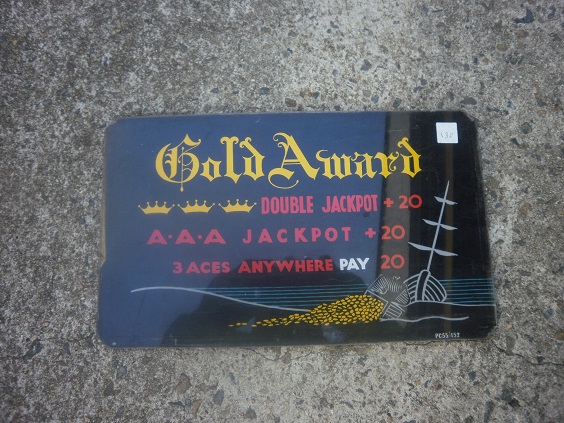 Gold Award
DOUBLE JACKPOT + 20
A·A·A JACKPOT + 20
3 ACES ANYWHERE PAY 20